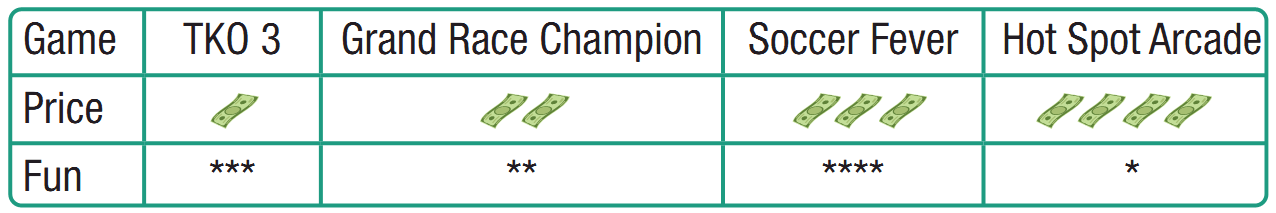 Game TKO 3 Grand Race Champion Soccer Fever Hot Spot Arcade
Price
Fun *** ** **** *